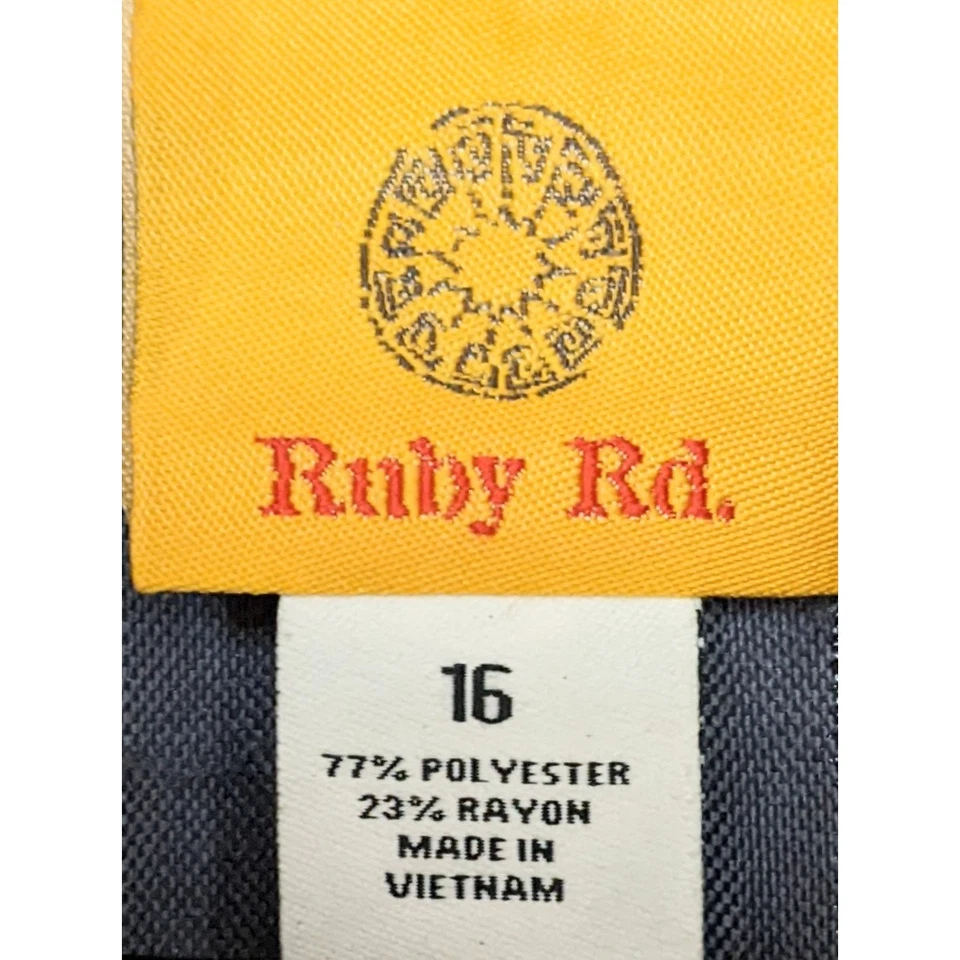 Ruby Rd.
16
77% POLYESTER
23% RAYON
MADE IN
VIETNAM